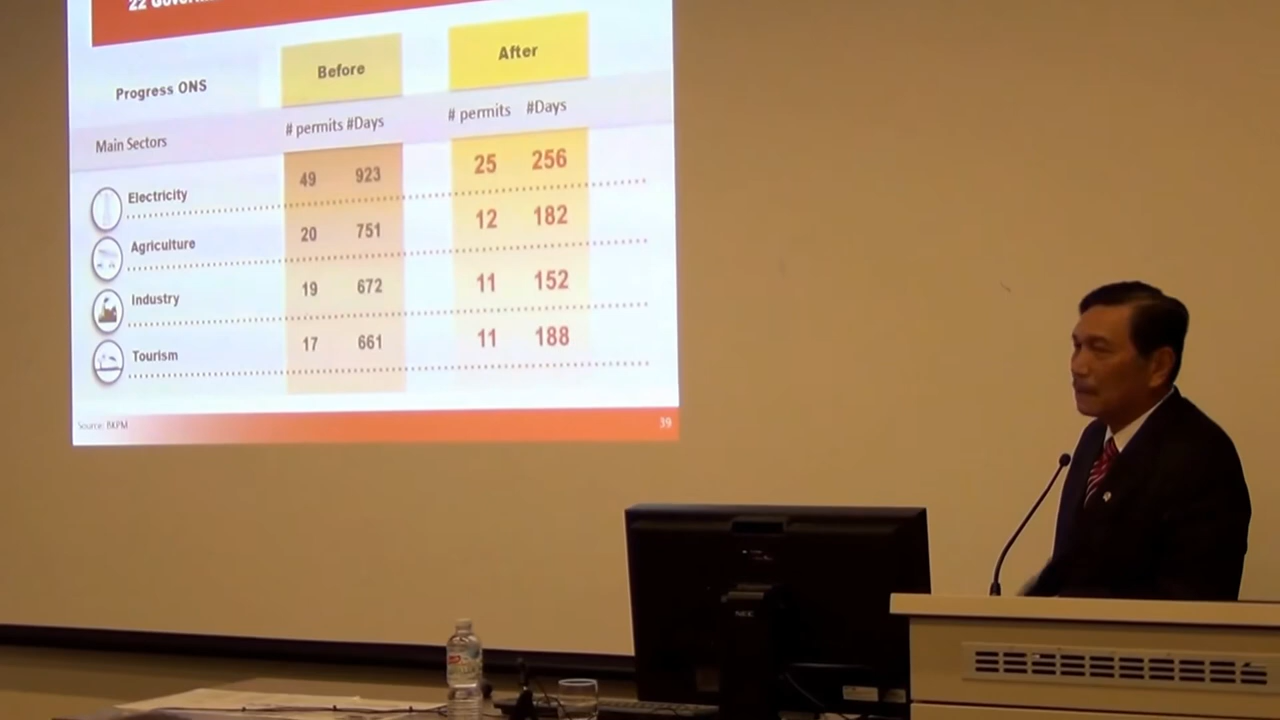 22
Before
After
Progress ONS
# permits #Days
# permits #Days
Main Sectors
Electricity 49 923 25 256
Agriculture 20 751 12 182
Industry 19 672 11 152
Tourism 17 661 11 188
Source: BKPM
39
NEC